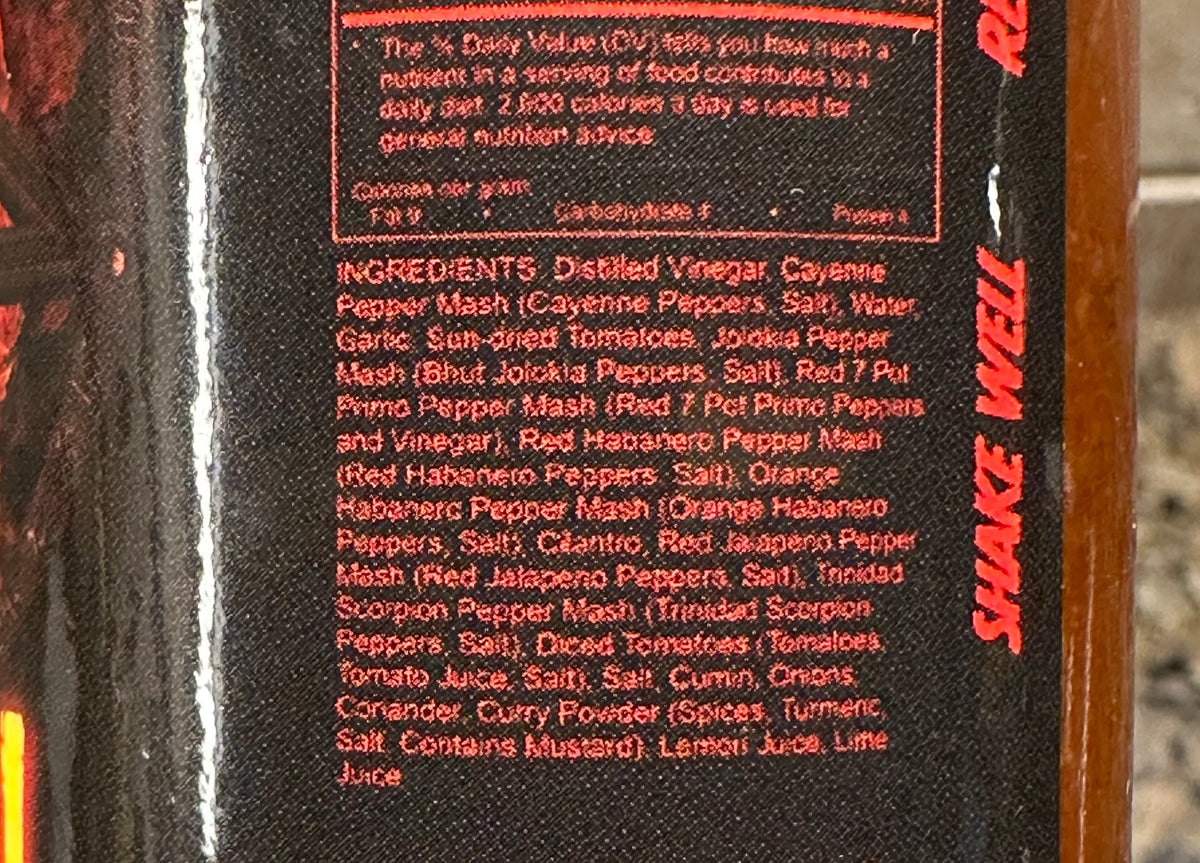 * The % Daily Value (DV) tells you how much a
nutrient in a serving of food contributes to a
daily diet. 2,000 calories a day is used for
general nutrition advice.
Calories per gram:
Fat 9 • Carbohydrate 4 • Protein 4
INGREDIENTS: Distilled Vinegar, Cayenne
Pepper Mash (Cayenne Peppers, Salt), Water,
Garlic, Sun-dried Tomatoes, Jolokia Pepper
Mash (Bhut Jolokia Peppers, Salt), Red 7 Pot
Primo Pepper Mash (Red 7 Pot Primo Peppers
and Vinegar), Red Habanero Pepper Mash
(Red Habanero Peppers, Salt), Orange
Habanero Pepper Mash (Orange Habanero
Peppers, Salt), Cilantro, Red Jalapeno Pepper
Mash (Red Jalapeno Peppers, Salt), Trinidad
Scorpion Pepper Mash (Trinidad Scorpion
Peppers, Salt), Diced Tomatoes (Tomatoes,
Tomato Juice, Salt), Salt, Cumin, Onions,
Coriander, Curry Powder (Spices, Turmeric,
Salt. Contains Mustard), Lemon Juice, Lime
Juice
SHAKE WELL